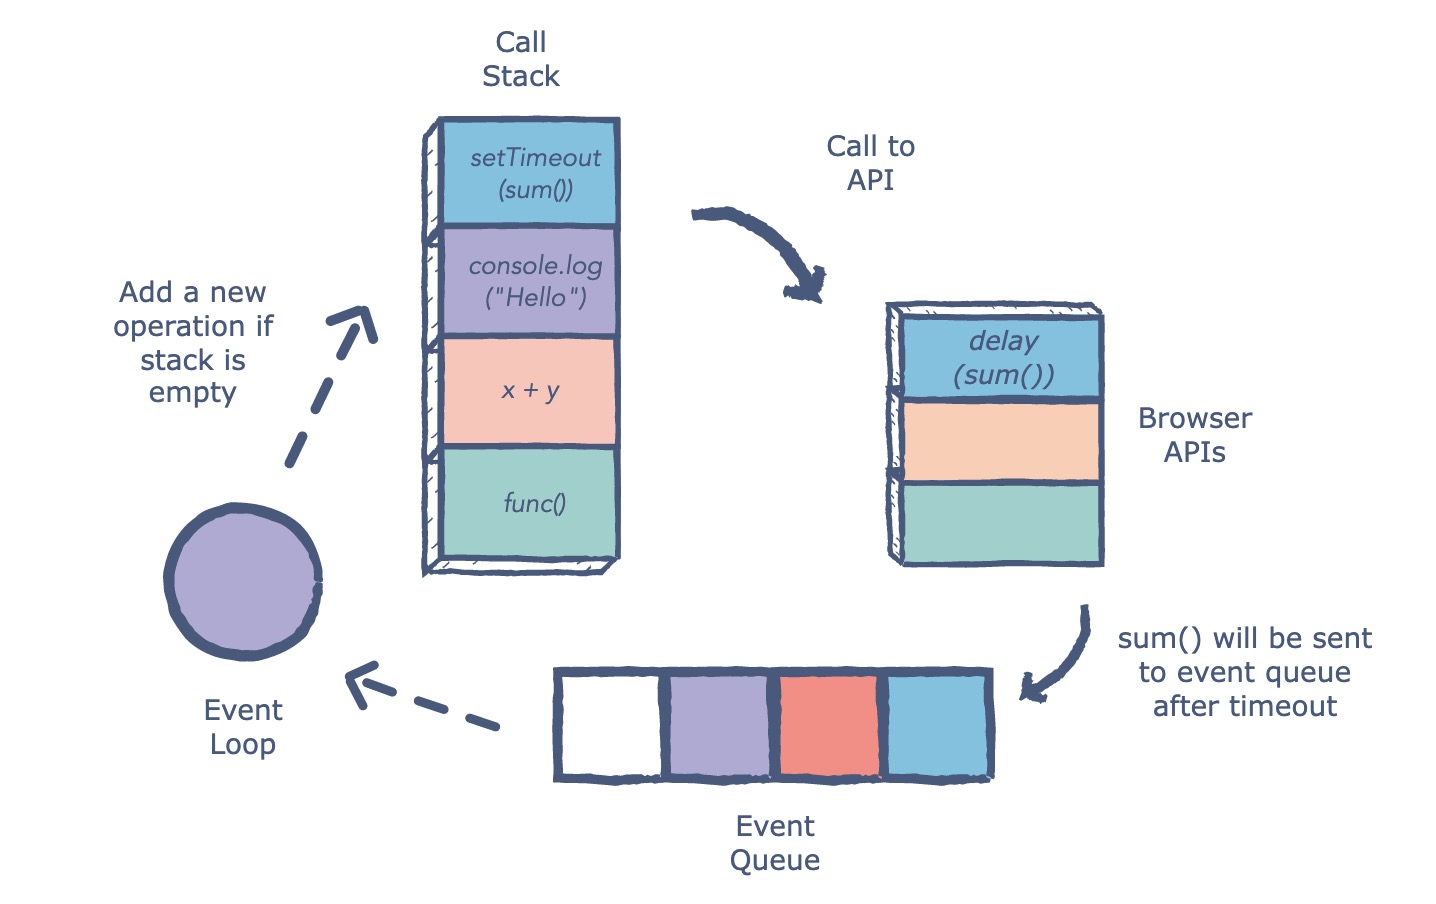 Call
Stack
setTimeout
(sum())
console.log
("Hello")
x + y
func()
Call to
API
delay
(sum())
Browser
APIs
Add a new
operation if
stack is
empty
Event
Loop
sum() will be sent
to event queue
after timeout
Event
Queue